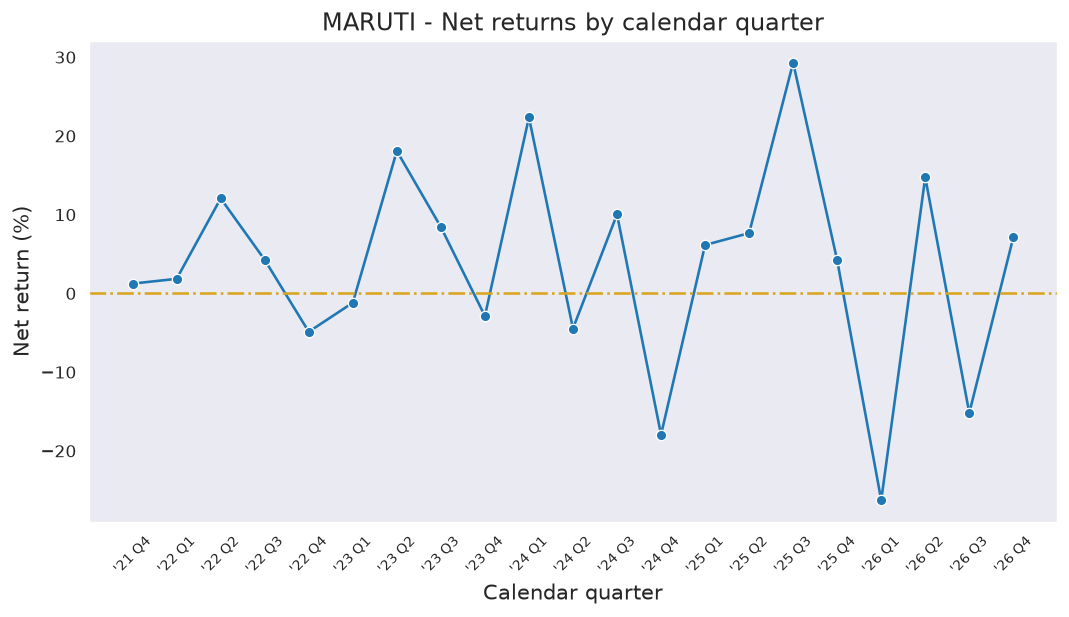 MARUTI - Net returns by calendar quarter
Net return (%)
30
20
10
0
−10
−20
'21 Q4
'22 Q1
'22 Q2
'22 Q3
'22 Q4
'23 Q1
'23 Q2
'23 Q3
'23 Q4
'24 Q1
'24 Q2
'24 Q3
'24 Q4
'25 Q1
'25 Q2
'25 Q3
'25 Q4
'26 Q1
'26 Q2
'26 Q3
'26 Q4
Calendar quarter